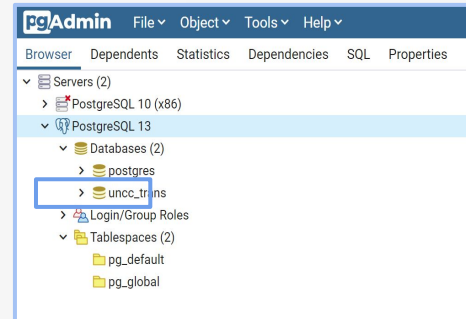 pgAdmin File Object Tools Help
Browser Dependents Statistics Dependencies SQL Properties
Servers (2)
PostgreSQL 10 (x86)
PostgreSQL 13
Databases (2)
postgres
uncc_trans
Login/Group Roles
Tablespaces (2)
pg_default
pg_global